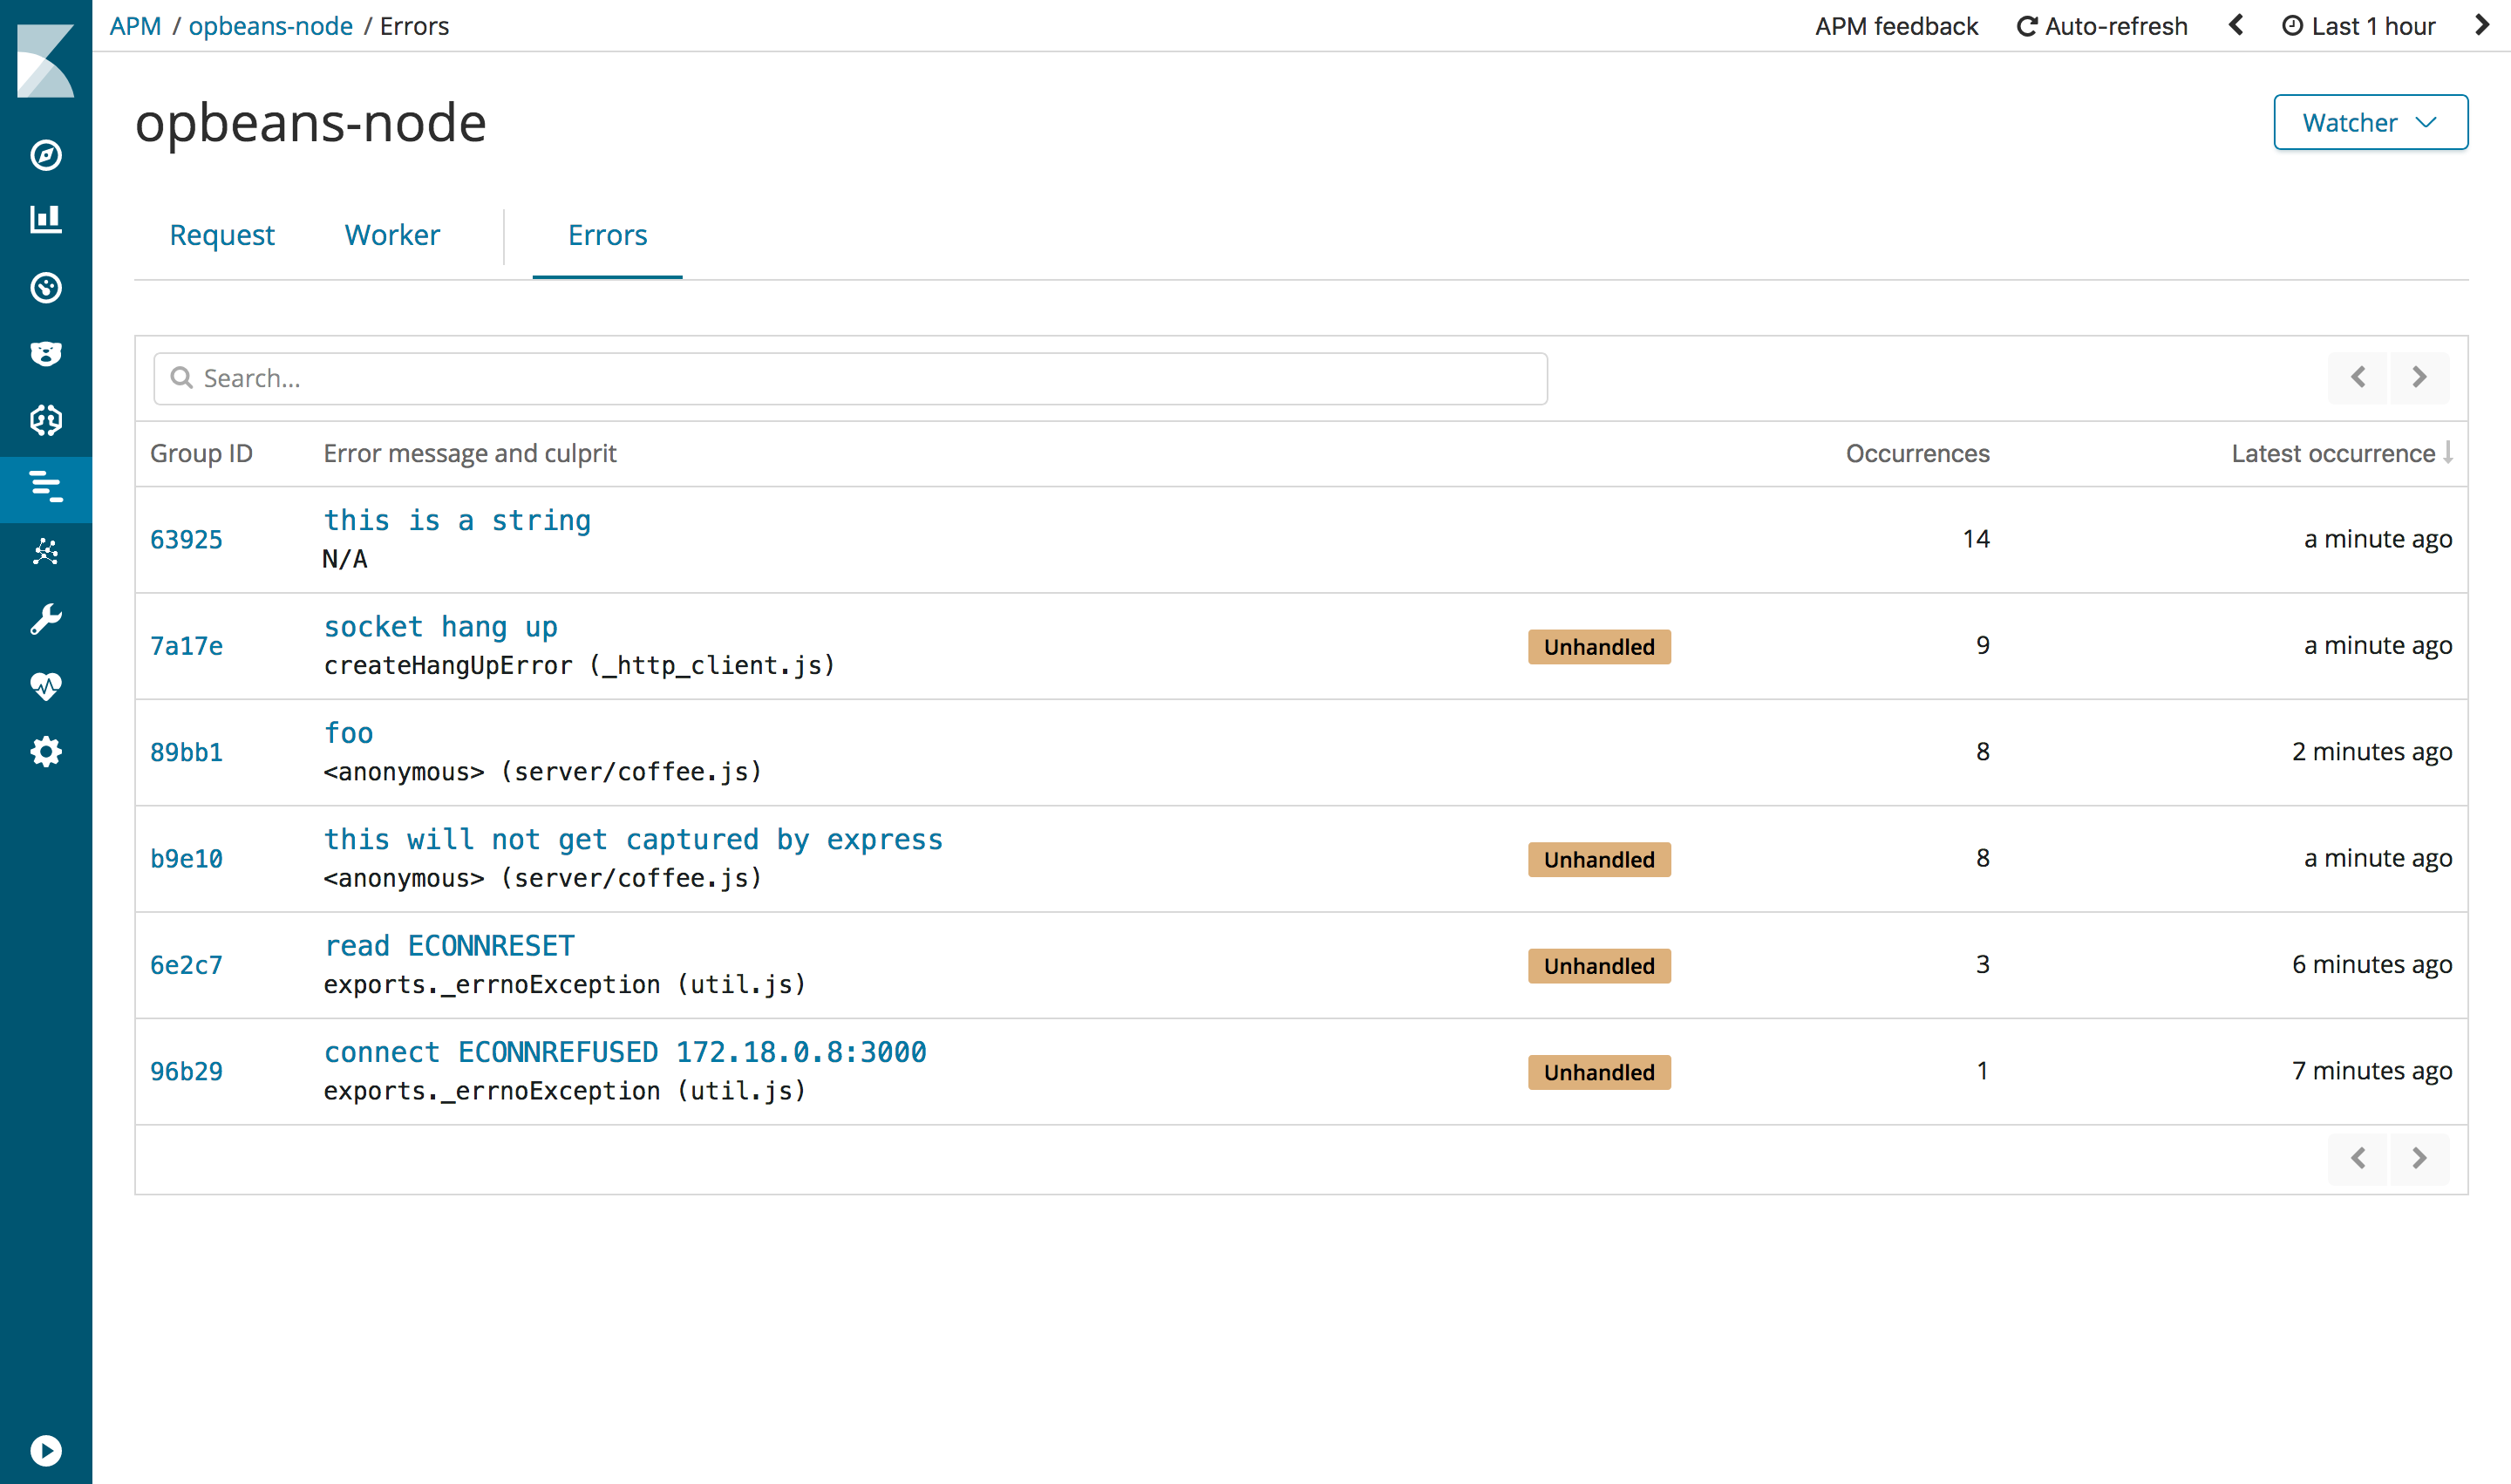 APM / opbeans-node / Errors
APM feedback Auto-refresh Last 1 hour
opbeans-node
Watcher
Request Worker Errors
Search...
Group ID Error message and culprit Occurrences Latest occurrence
63925 this is a string 14 a minute ago
N/A
7a17e socket hang up Unhandled 9 a minute ago
createHangUpError (_http_client.js)
89bb1 foo 8 2 minutes ago
<anonymous> (server/coffee.js)
b9e10 this will not get captured by express Unhandled 8 a minute ago
<anonymous> (server/coffee.js)
6e2c7 read ECONNRESET Unhandled 3 6 minutes ago
exports._errnoException (util.js)
96b29 connect ECONNREFUSED 172.18.0.8:3000 Unhandled 1 7 minutes ago
exports._errnoException (util.js)